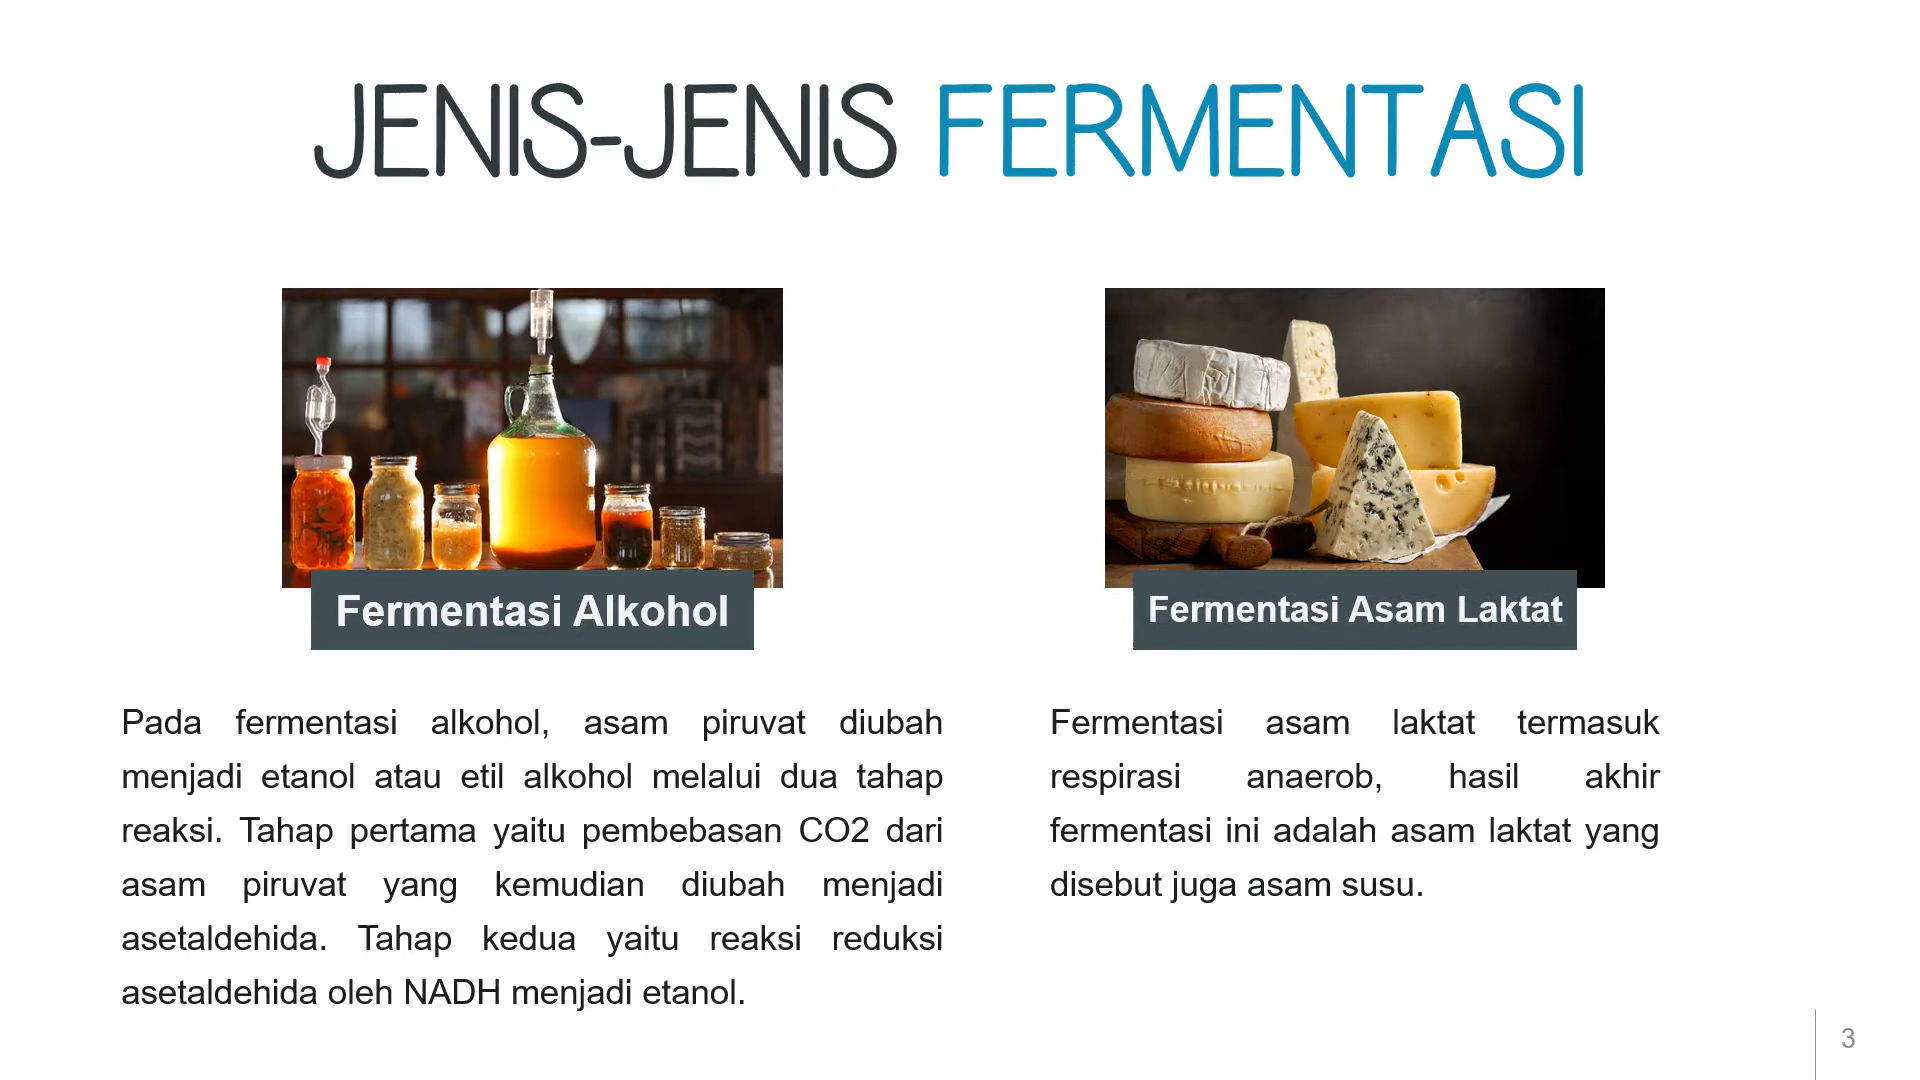 JENIS-JENIS FERMENTASI
Fermentasi Alkohol
Pada fermentasi alkohol, asam piruvat diubah
menjadi etanol atau etil alkohol melalui dua tahap
reaksi. Tahap pertama yaitu pembebasan CO2 dari
asam piruvat yang kemudian diubah menjadi
asetaldehida. Tahap kedua yaitu reaksi reduksi
asetaldehida oleh NADH menjadi etanol.
Fermentasi Asam Laktat
Fermentasi asam laktat termasuk
respirasi anaerob, hasil akhir
fermentasi ini adalah asam laktat yang
disebut juga asam susu.
3